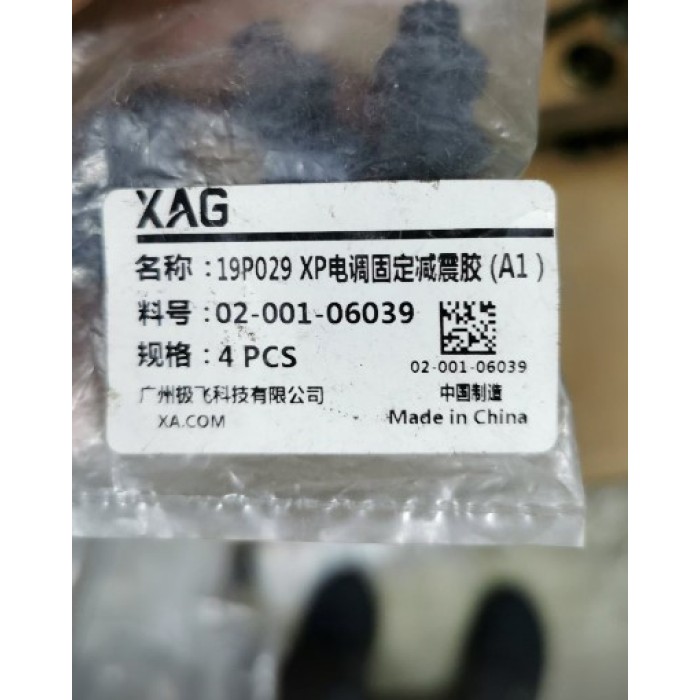 XAG
名称：19P029 XP电调固定减震胶(A1)
料号：02-001-06039
规格：4 PCS
02-001-06039
广州极飞科技有限公司
中国制造
XA.COM
Made in China